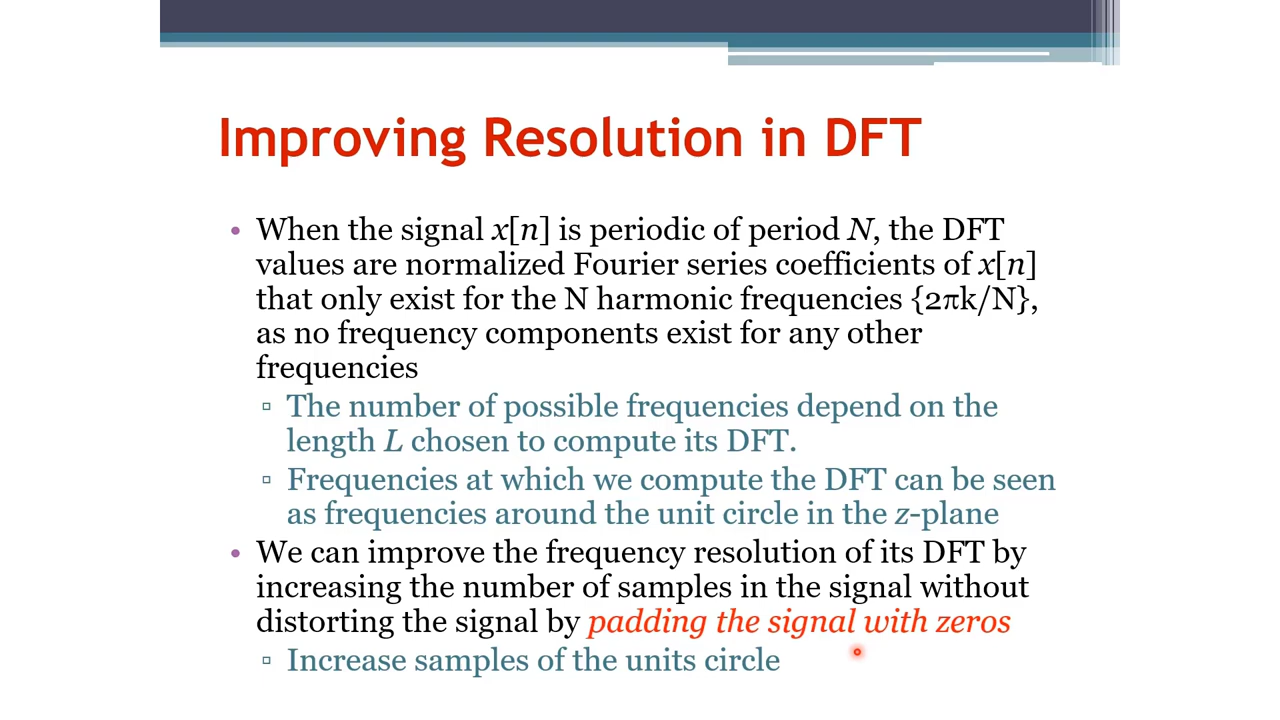 Improving Resolution in DFT
• When the signal x[n] is periodic of period N, the DFT
values are normalized Fourier series coefficients of x[n]
that only exist for the N harmonic frequencies {2πk/N},
as no frequency components exist for any other
frequencies
▫ The number of possible frequencies depend on the
length L chosen to compute its DFT.
▫ Frequencies at which we compute the DFT can be seen
as frequencies around the unit circle in the z-plane
• We can improve the frequency resolution of its DFT by
increasing the number of samples in the signal without
distorting the signal by padding the signal with zeros
▫ Increase samples of the units circle